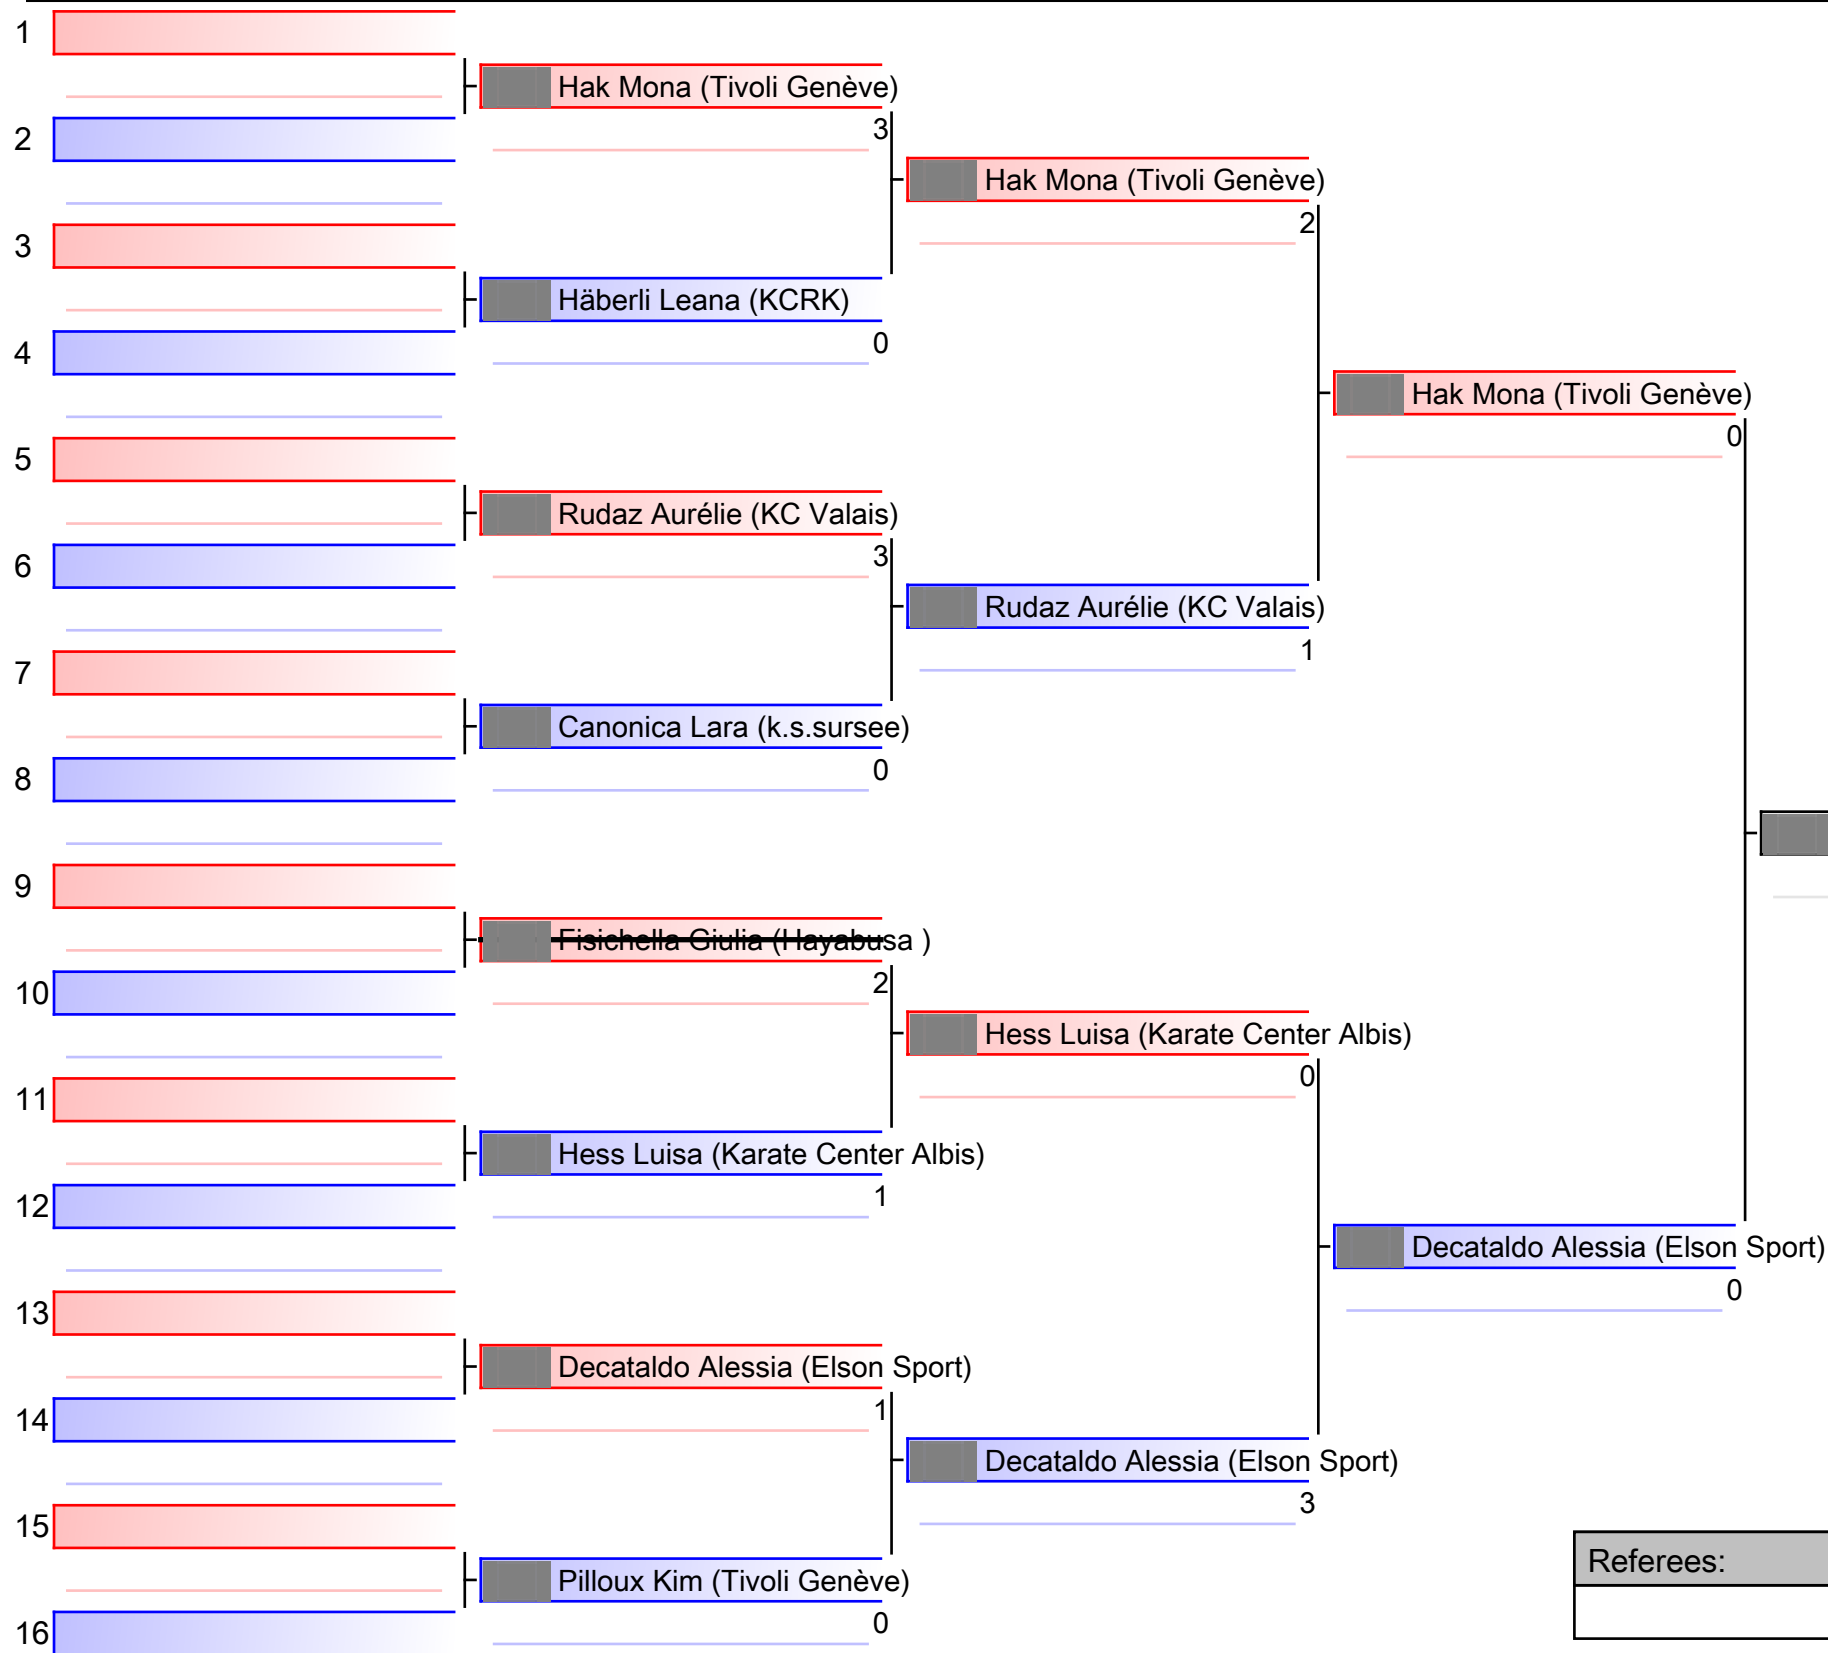 1
Hak Mona (Tivoli Genève)
3
2
Hak Mona (Tivoli Genève)
2
3
Häberli Leana (KCRK)
0
4
Hak Mona (Tivoli Genève)
0
5
Rudaz Aurélie (KC Valais)
3
6
Rudaz Aurélie (KC Valais)
1
7
Canonica Lara (k.s.sursee)
0
8
9
Fisichella Giulia (Hayabusa )
2
10
Hess Luisa (Karate Center Albis)
0
11
Hess Luisa (Karate Center Albis)
1
12
Decataldo Alessia (Elson Sport)
0
13
Decataldo Alessia (Elson Sport)
1
14
Decataldo Alessia (Elson Sport)
3
15
Referees:
Pilloux Kim (Tivoli Genève)
0
16